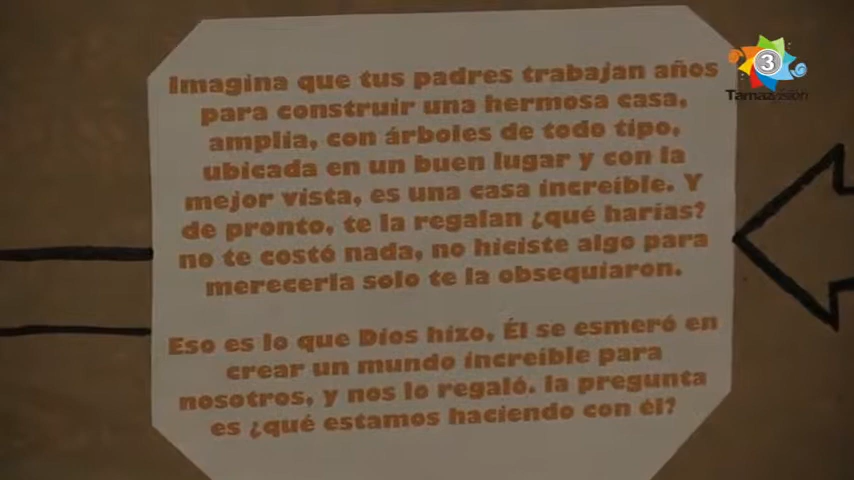 Imagina que tus padres trabajan años
para construir una hermosa casa,
amplia, con árboles de todo tipo,
ubicada en un buen lugar y con la
mejor vista, es una casa increíble. Y
de pronto, te la regalan ¿qué harías?
no te costó nada, no hiciste algo para
merecerla solo te la obsequiaron.
Eso es lo que Dios hizo, Él se esmeró en
crear un mundo increíble para
nosotros, y nos lo regaló. la pregunta
es ¿qué estamos haciendo con él?
3
Tamazvisión